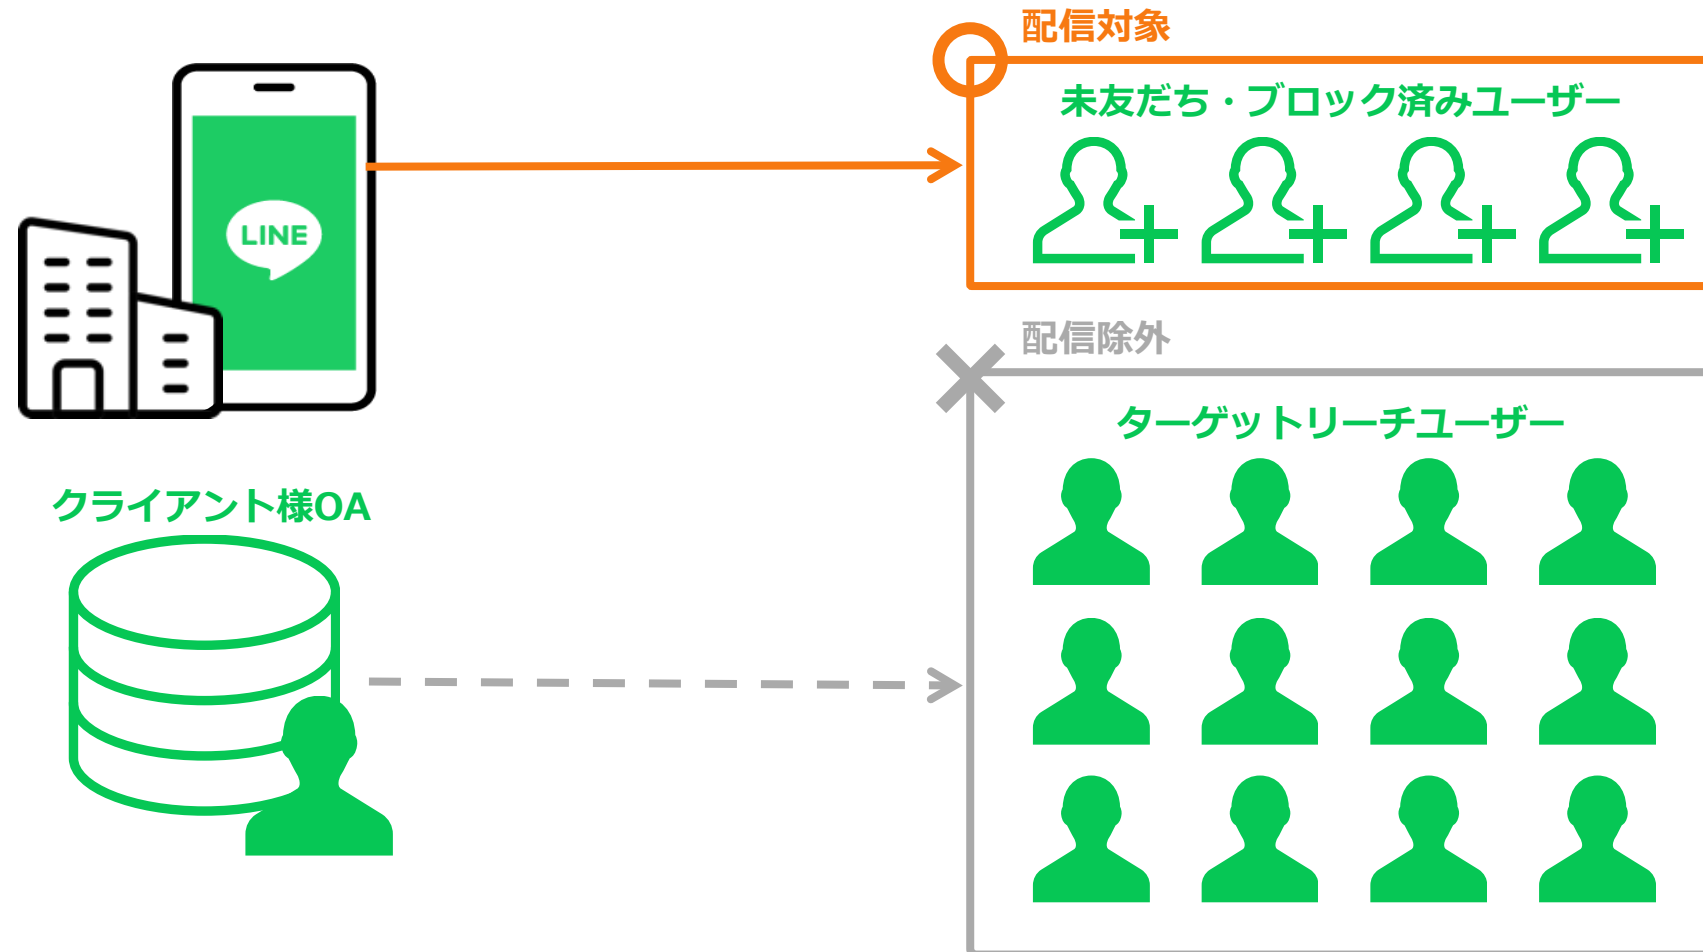 配信対象
未友だち・ブロック済みユーザー
LINE
配信除外
ターゲットリーチユーザー
クライアント様OA